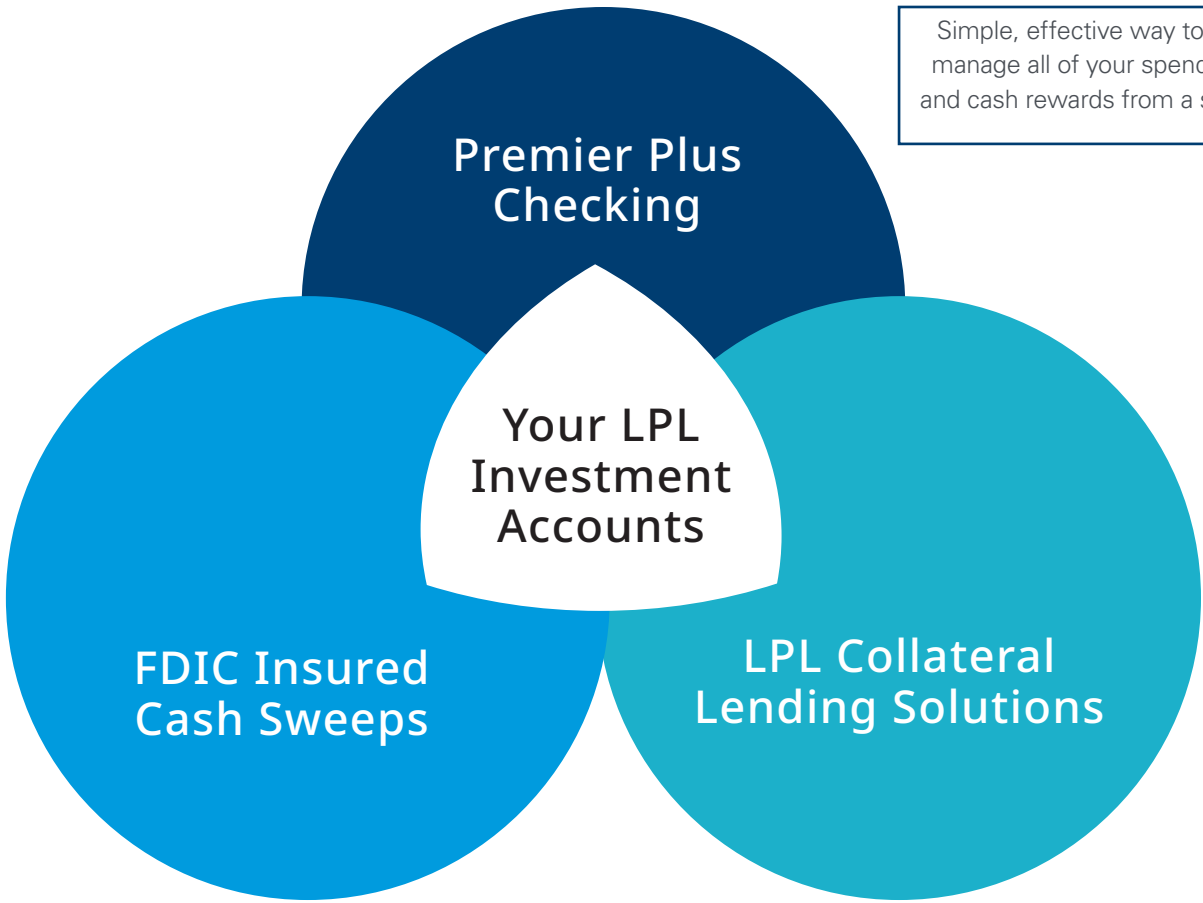 Simple, effective way to
manage all of your spend
and cash rewards from a s
Premier Plus
Checking
Your LPL
Investment
Accounts
FDIC Insured
Cash Sweeps
LPL Collateral
Lending Solutions